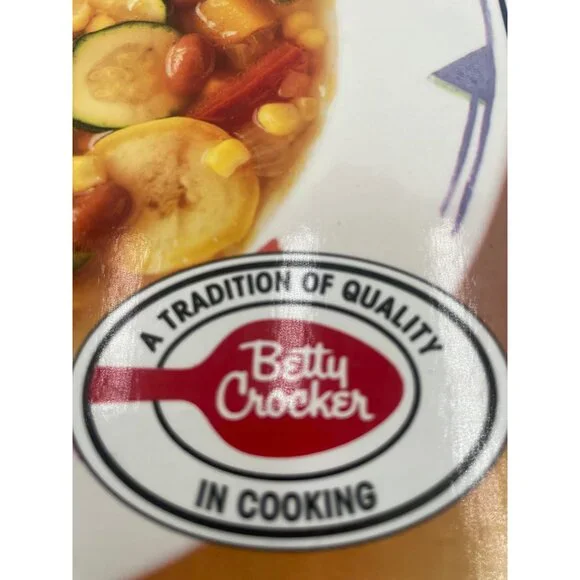 A TRADITION OF QUALITY
Betty
Crocker
IN COOKING